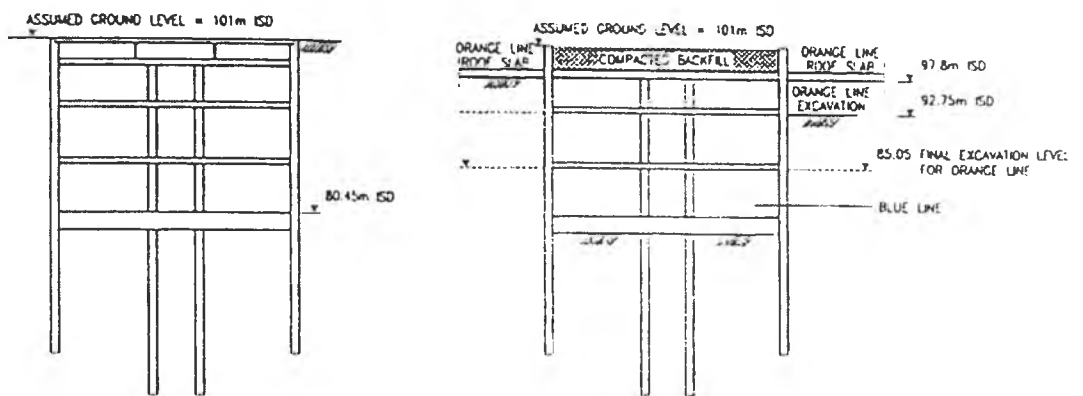 ASSUMED GROUND LEVEL = 101m ISD
80.45m ISD
ASSUMED GROUND LEVEL = 101m ISD
ORANGE LINE
ROOF SLAB
COMPACTED BACKFILL
ORANGE LINE
ROOF SLAB
97.8m ISD
ORANGE LINE
EXCAVATION
92.75m ISD
85.05 FINAL EXCAVATION LEVEL
FOR ORANGE LINE
BLUE LINE